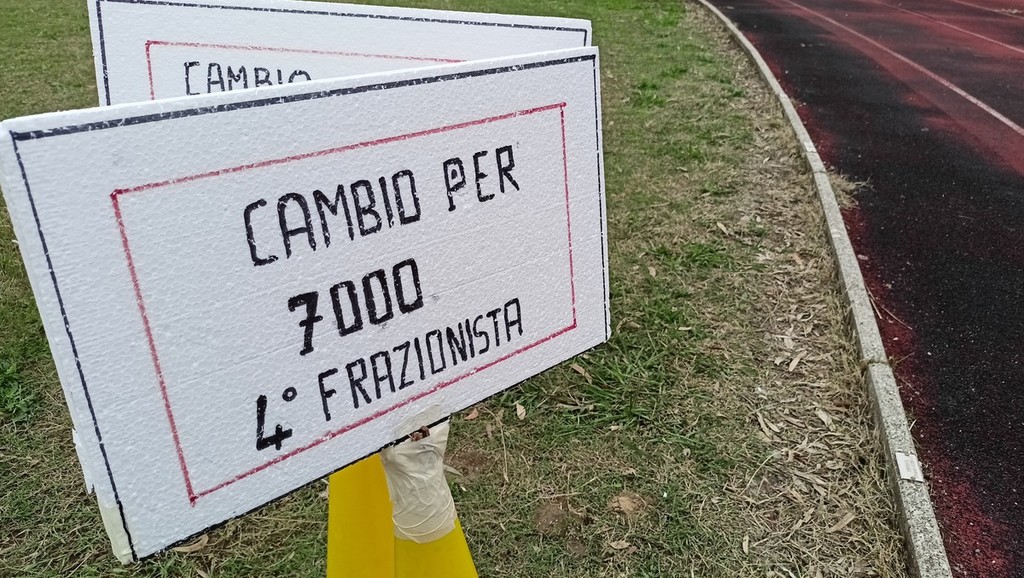 CAMBIO
CAMBIO PER
7000
4° FRAZIONISTA